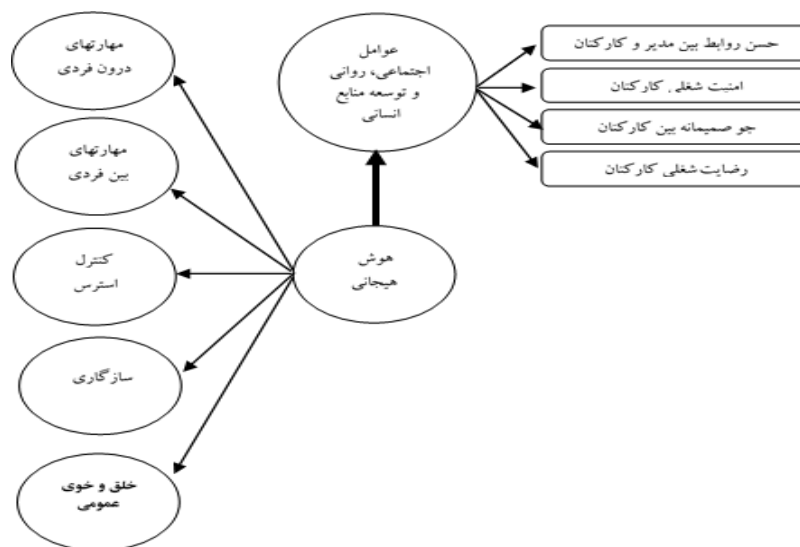 عوامل
اجتماعی، روانی
و توسعه منابع
انسانی
حسن روابط بین مدیر و کارکنان
امنیت شغلی کارکنان
جو صمیمانه بین کارکنان
رضایت شغلی کارکنان
هوش
هیجانی
مهارتهای
درون فردی
مهارتهای
بین فردی
کنترل
استرس
سازگاری
خلق و خوی
عمومی